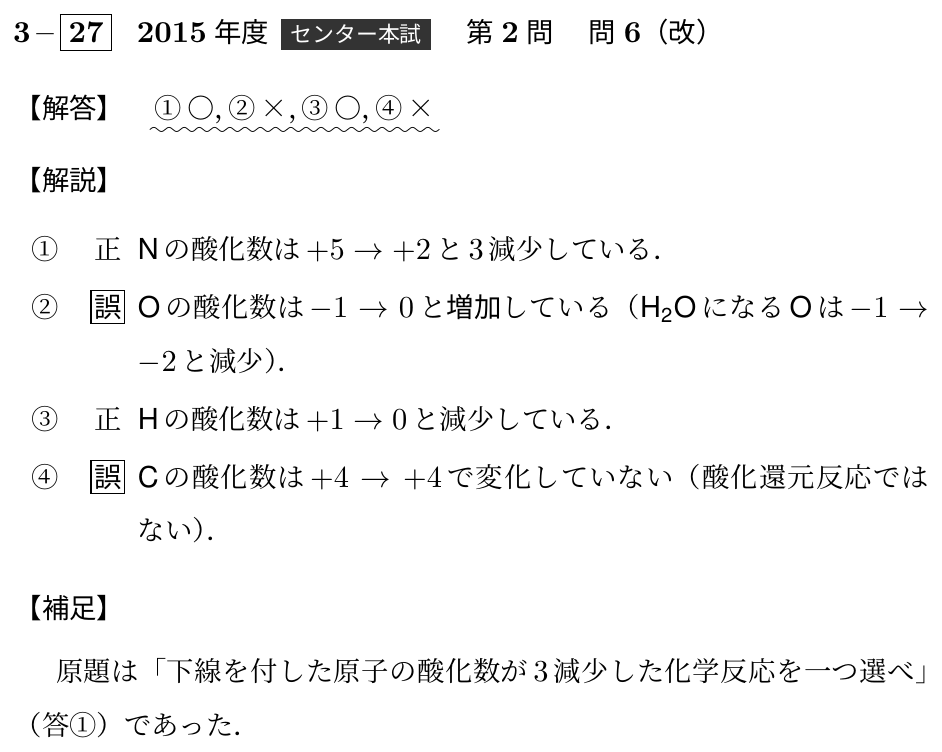 3－27 2015 年度 センター本試 第 2 問 問 6（改）
【解答】 ① ○, ② ×, ③ ○, ④ ×
【解説】
① 正 N の酸化数は +5 → +2 と 3 減少している．
② 誤 O の酸化数は −1 → 0 と増加している（H₂O になる O は −1 →
−2 と減少）．
③ 正 H の酸化数は +1 → 0 と減少している．
④ 誤 C の酸化数は +4 → +4 で変化していない（酸化還元反応では
ない）．
【補足】
原題は「下線を付した原子の酸化数が 3 減少した化学反応を一つ選べ」
（答①）であった．